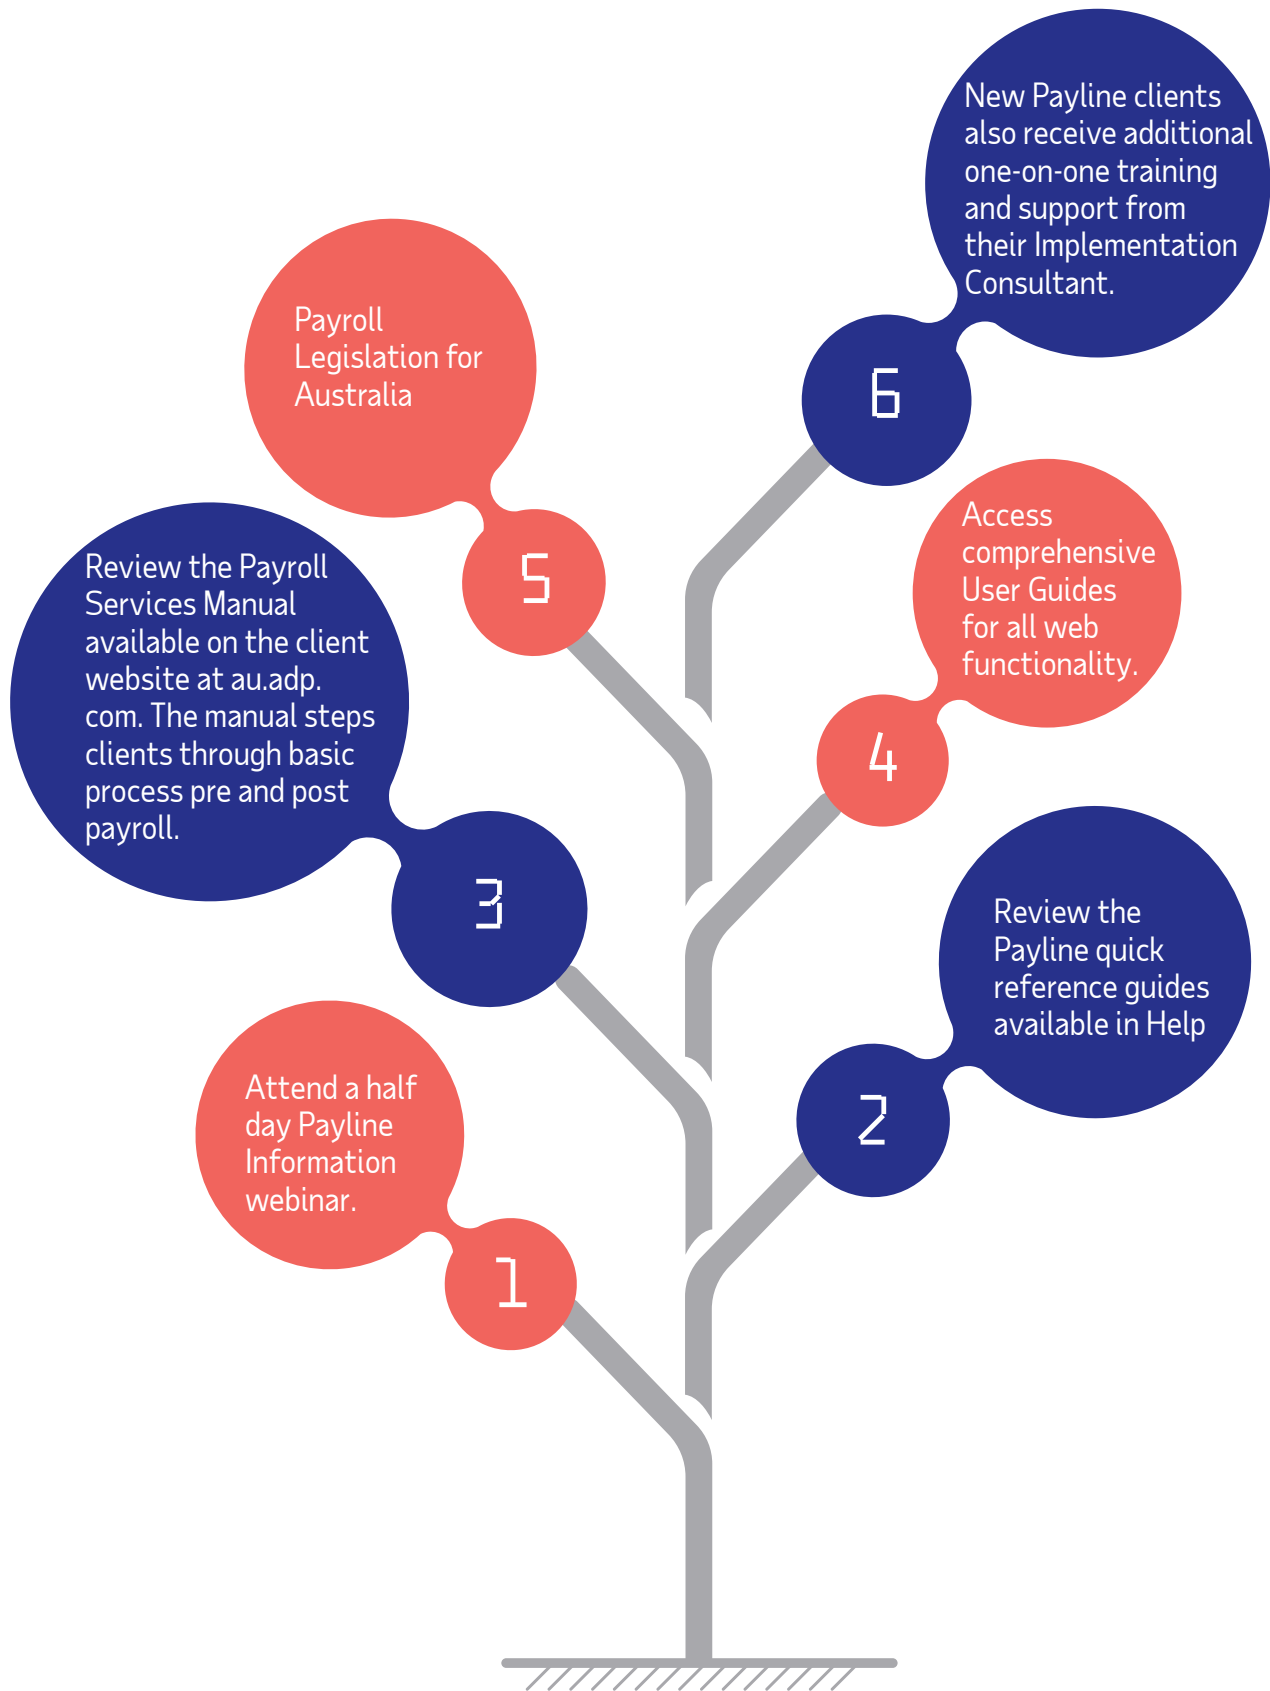 New Payline clients
also receive additional
one-on-one training
and support from
their Implementation
Consultant.
6
Payroll
Legislation for
Australia
5
Access
comprehensive
User Guides
for all web
functionality.
4
Review the Payroll
Services Manual
available on the client
website at au.adp.
com. The manual steps
clients through basic
process pre and post
payroll.
3
Review the
Payline quick
reference guides
available in Help
2
Attend a half
day Payline
Information
webinar.
1